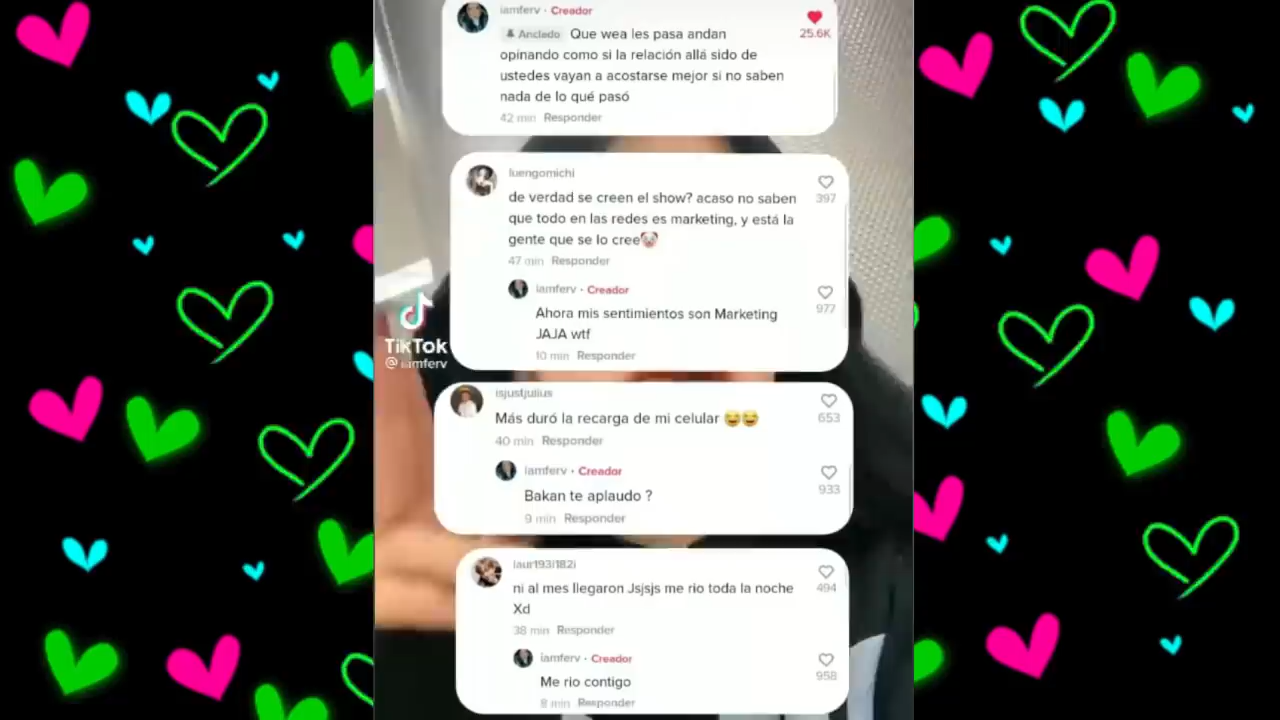 iamferv · Creador
Anclado Que wea les pasa andan
25.6K
opinando como si la relación allá sido de
ustedes vayan a acostarse mejor si no saben
nada de lo qué pasó
42 min Responder
luengomichi
de verdad se creen el show? acaso no saben
397
que todo en las redes es marketing, y está la
gente que se lo cree🤡
47 min Responder
iamferv · Creador
Ahora mis sentimientos son Marketing
977
JAJA wtf
10 min Responder
TikTok
@iamferv
isjustjulius
Más duró la recarga de mi celular 😂😂
653
40 min Responder
iamferv · Creador
Bakan te aplaudo ?
933
9 min Responder
laur193i182i
ni al mes llegaron Jsjsjs me rio toda la noche
494
Xd
38 min Responder
iamferv · Creador
Me rio contigo
958
8 min Responder